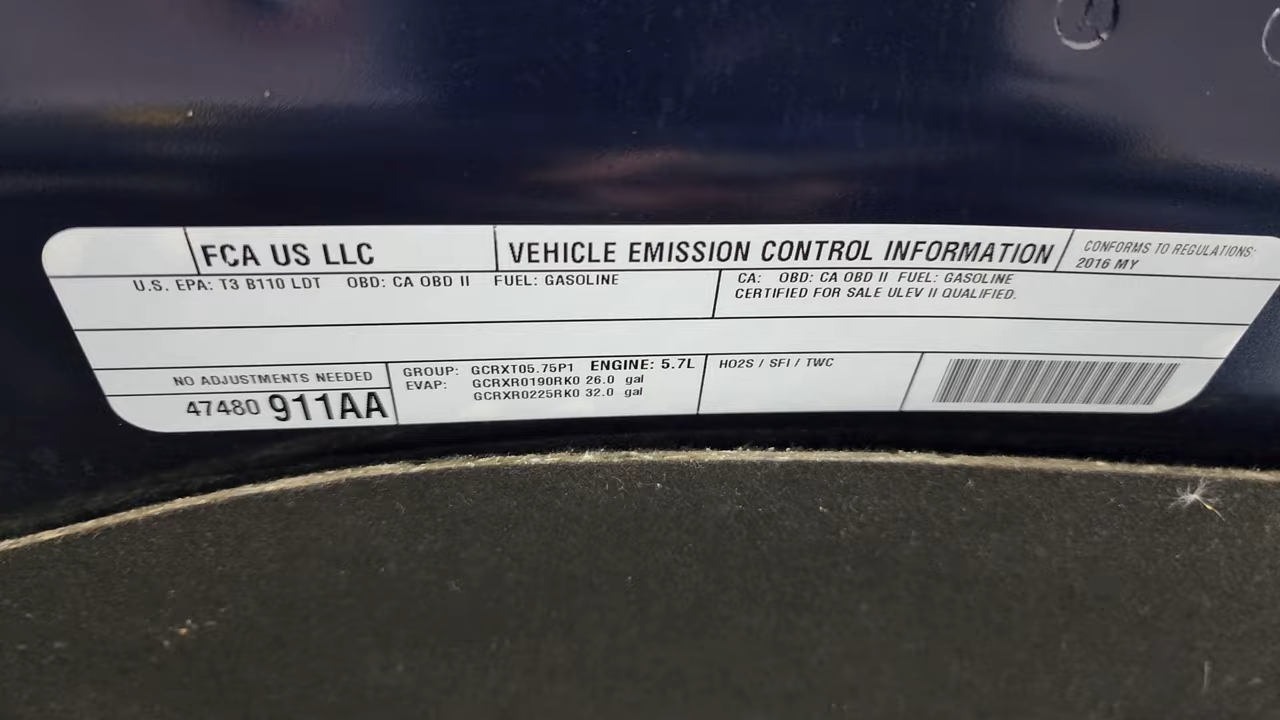 FCA US LLC
VEHICLE EMISSION CONTROL INFORMATION
CONFORMS TO REGULATIONS:
2016 MY
U.S. EPA: T3 B110 LDT OBD: CA OBD II FUEL: GASOLINE
CA: OBD: CA OBD II FUEL: GASOLINE
CERTIFIED FOR SALE ULEV II QUALIFIED.
NO ADJUSTMENTS NEEDED
47480 911AA
GROUP: GCRXT05.75P1 ENGINE: 5.7L
EVAP: GCRXR0190RK0 26.0 gal
GCRXR0225RK0 32.0 gal
HO2S / SFI / TWC